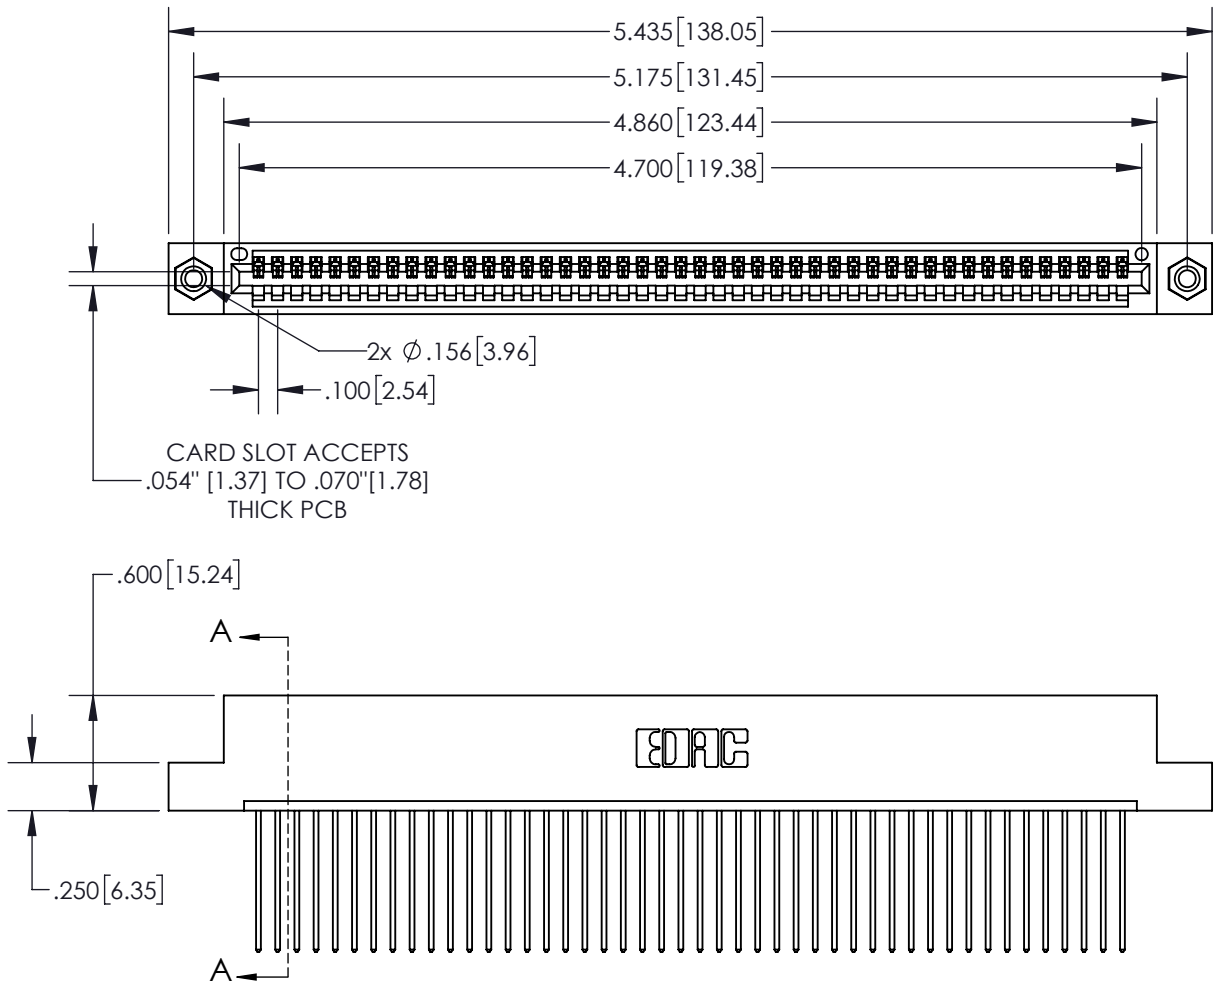 5.435[138.05]
5.175[131.45]
4.860[123.44]
4.700[119.38]
2x Ø.156[3.96]
.100[2.54]
CARD SLOT ACCEPTS
.054" [1.37] TO .070"[1.78]
THICK PCB
.600[15.24]
A
EDAC
.250[6.35]
A